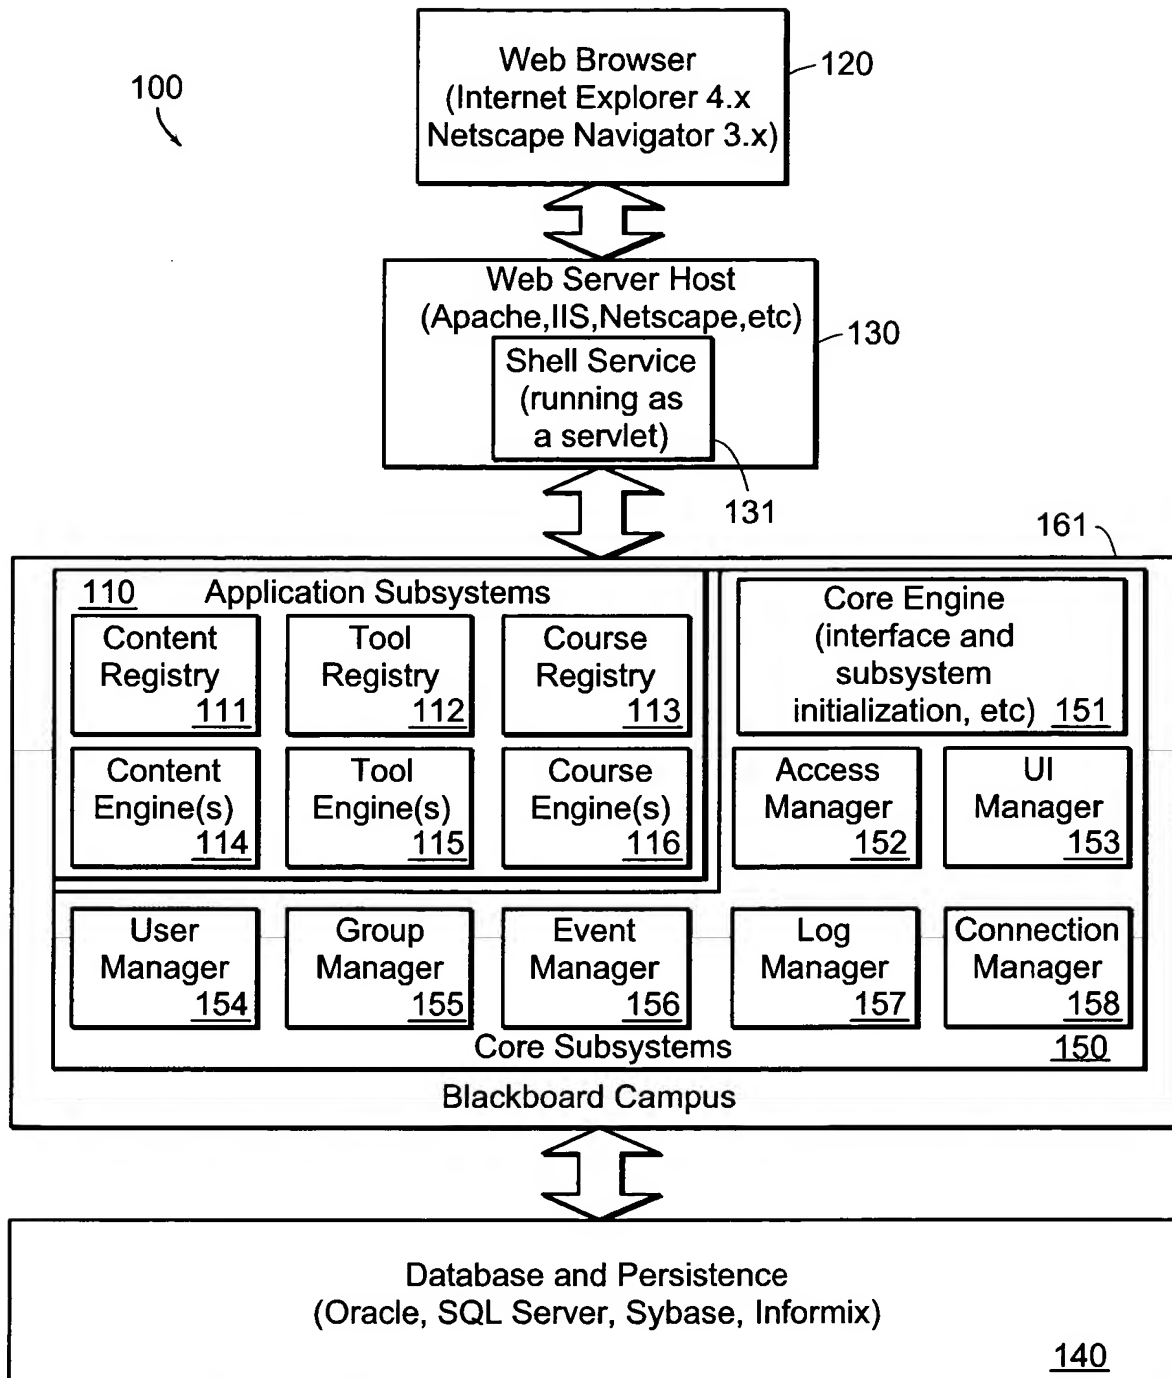 100
Web Browser
(Internet Explorer 4.x
Netscape Navigator 3.x)
120
Web Server Host
(Apache,IIS,Netscape,etc)
130
Shell Service
(running as
a servlet)
131
161
110
Application Subsystems
Content
Registry
111
Tool
Registry
112
Course
Registry
113
Core Engine
(interface and
subsystem
initialization, etc)
151
Content
Engine(s)
114
Tool
Engine(s)
115
Course
Engine(s)
116
Access
Manager
152
UI
Manager
153
User
Manager
154
Group
Manager
155
Event
Manager
156
Log
Manager
157
Connection
Manager
158
Core Subsystems
150
Blackboard Campus
Database and Persistence
(Oracle, SQL Server, Sybase, Informix)
140